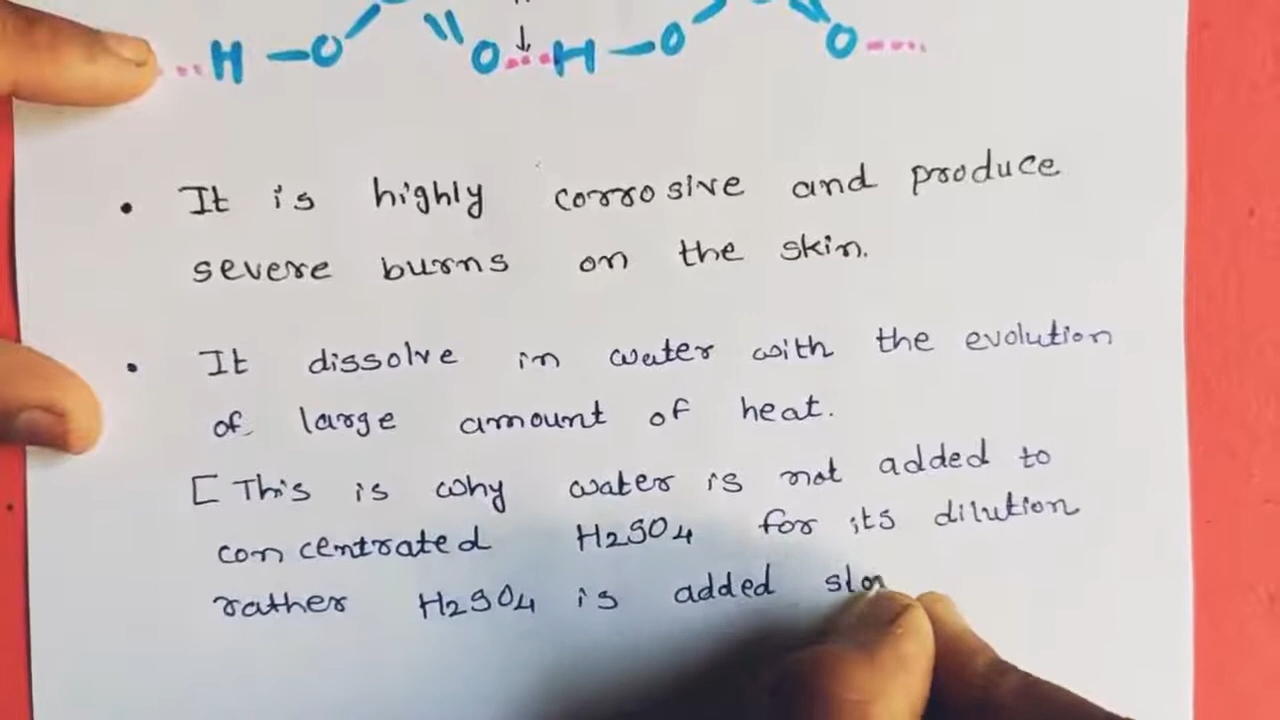 H – O O ... H – O O
• It is highly corrosive and produce
severe burns on the skin.
• It dissolve in water with the evolution
of large amount of heat.
[ This is why water is not added to
concentrated H2SO4 for its dilution
rather H2SO4 is added slo